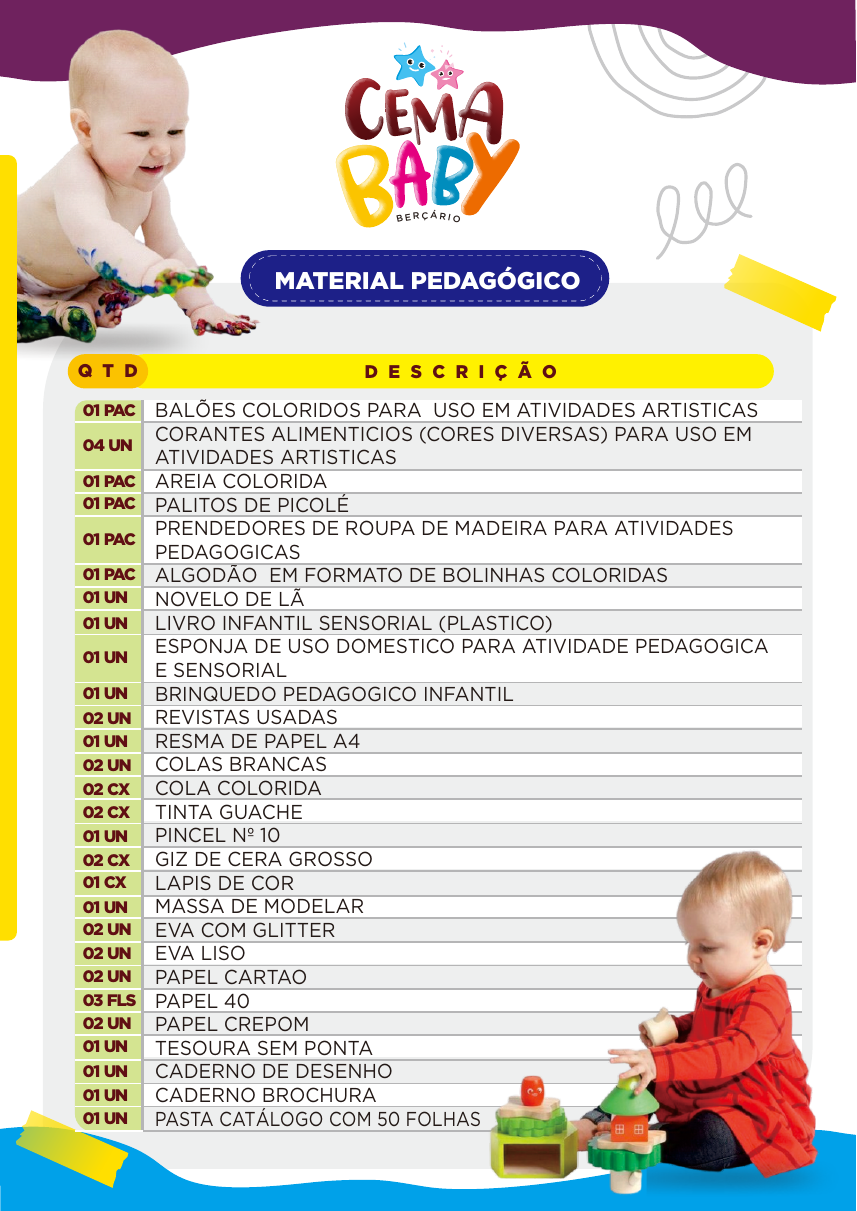 CEMA
BABY
BERÇÁRIO
MATERIAL PEDAGÓGICO
QTD DESCRIÇÃO
01 PAC BALÕES COLORIDOS PARA USO EM ATIVIDADES ARTISTICAS
04 UN CORANTES ALIMENTICIOS (CORES DIVERSAS) PARA USO EM
ATIVIDADES ARTISTICAS
01 PAC AREIA COLORIDA
01 PAC PALITOS DE PICOLÉ
01 PAC PRENDEDORES DE ROUPA DE MADEIRA PARA ATIVIDADES
PEDAGOGICAS
01 PAC ALGODÃO EM FORMATO DE BOLINHAS COLORIDAS
01 UN NOVELO DE LÃ
01 UN LIVRO INFANTIL SENSORIAL (PLASTICO)
01 UN ESPONJA DE USO DOMESTICO PARA ATIVIDADE PEDAGOGICA
E SENSORIAL
01 UN BRINQUEDO PEDAGOGICO INFANTIL
02 UN REVISTAS USADAS
01 UN RESMA DE PAPEL A4
02 UN COLAS BRANCAS
02 CX COLA COLORIDA
02 CX TINTA GUACHE
01 UN PINCEL Nº 10
02 CX GIZ DE CERA GROSSO
01 CX LAPIS DE COR
01 UN MASSA DE MODELAR
02 UN EVA COM GLITTER
02 UN EVA LISO
02 UN PAPEL CARTAO
03 FLS PAPEL 40
02 UN PAPEL CREPOM
01 UN TESOURA SEM PONTA
01 UN CADERNO DE DESENHO
01 UN CADERNO BROCHURA
01 UN PASTA CATÁLOGO COM 50 FOLHAS